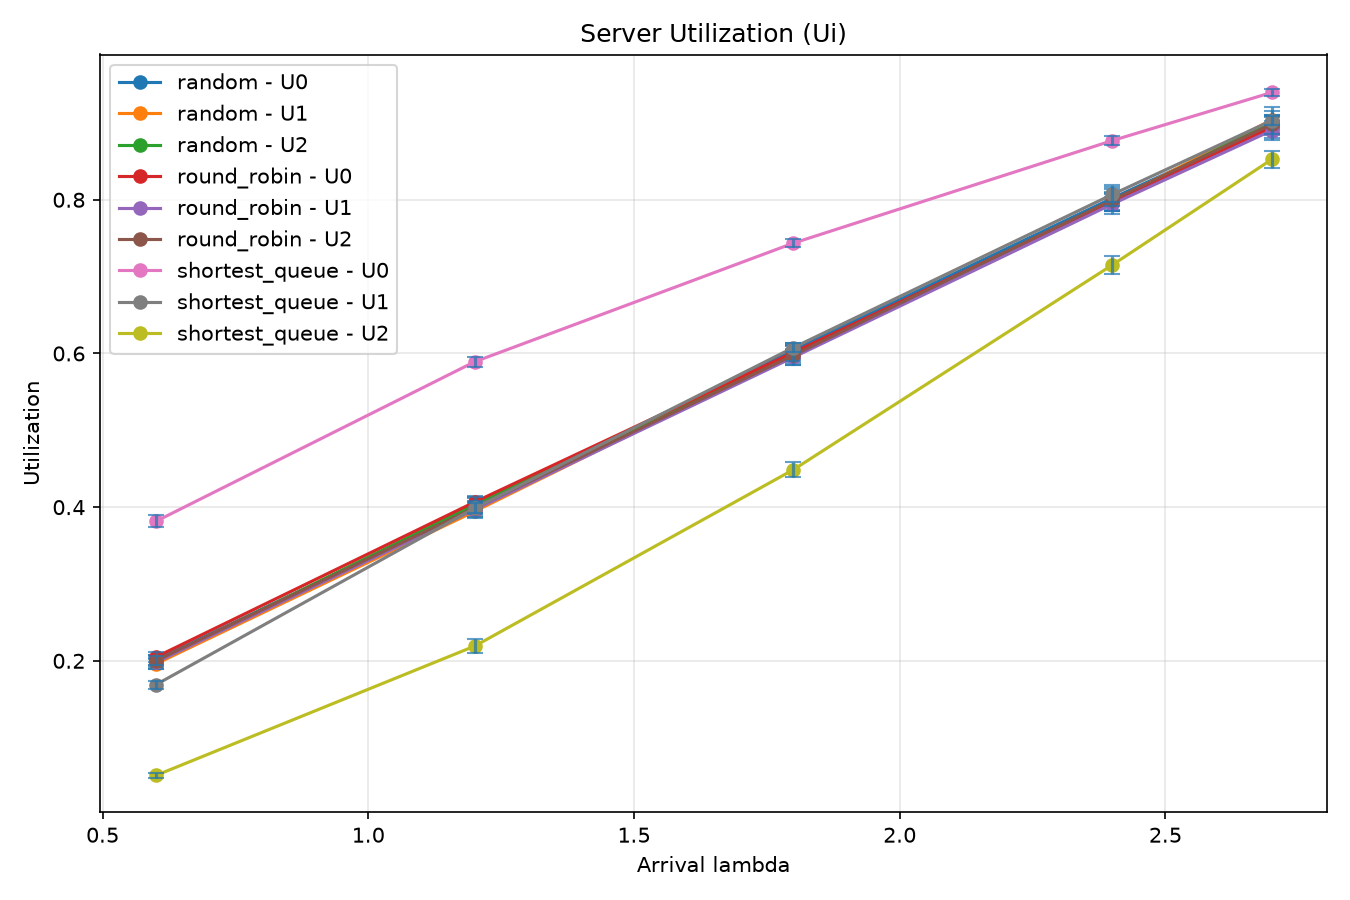 Server Utilization (Ui)
random - U0
random - U1
random - U2
round_robin - U0
round_robin - U1
round_robin - U2
shortest_queue - U0
shortest_queue - U1
shortest_queue - U2
0.8
0.6
0.4
0.2
Utilization
0.5
1.0
1.5
2.0
2.5
Arrival lambda